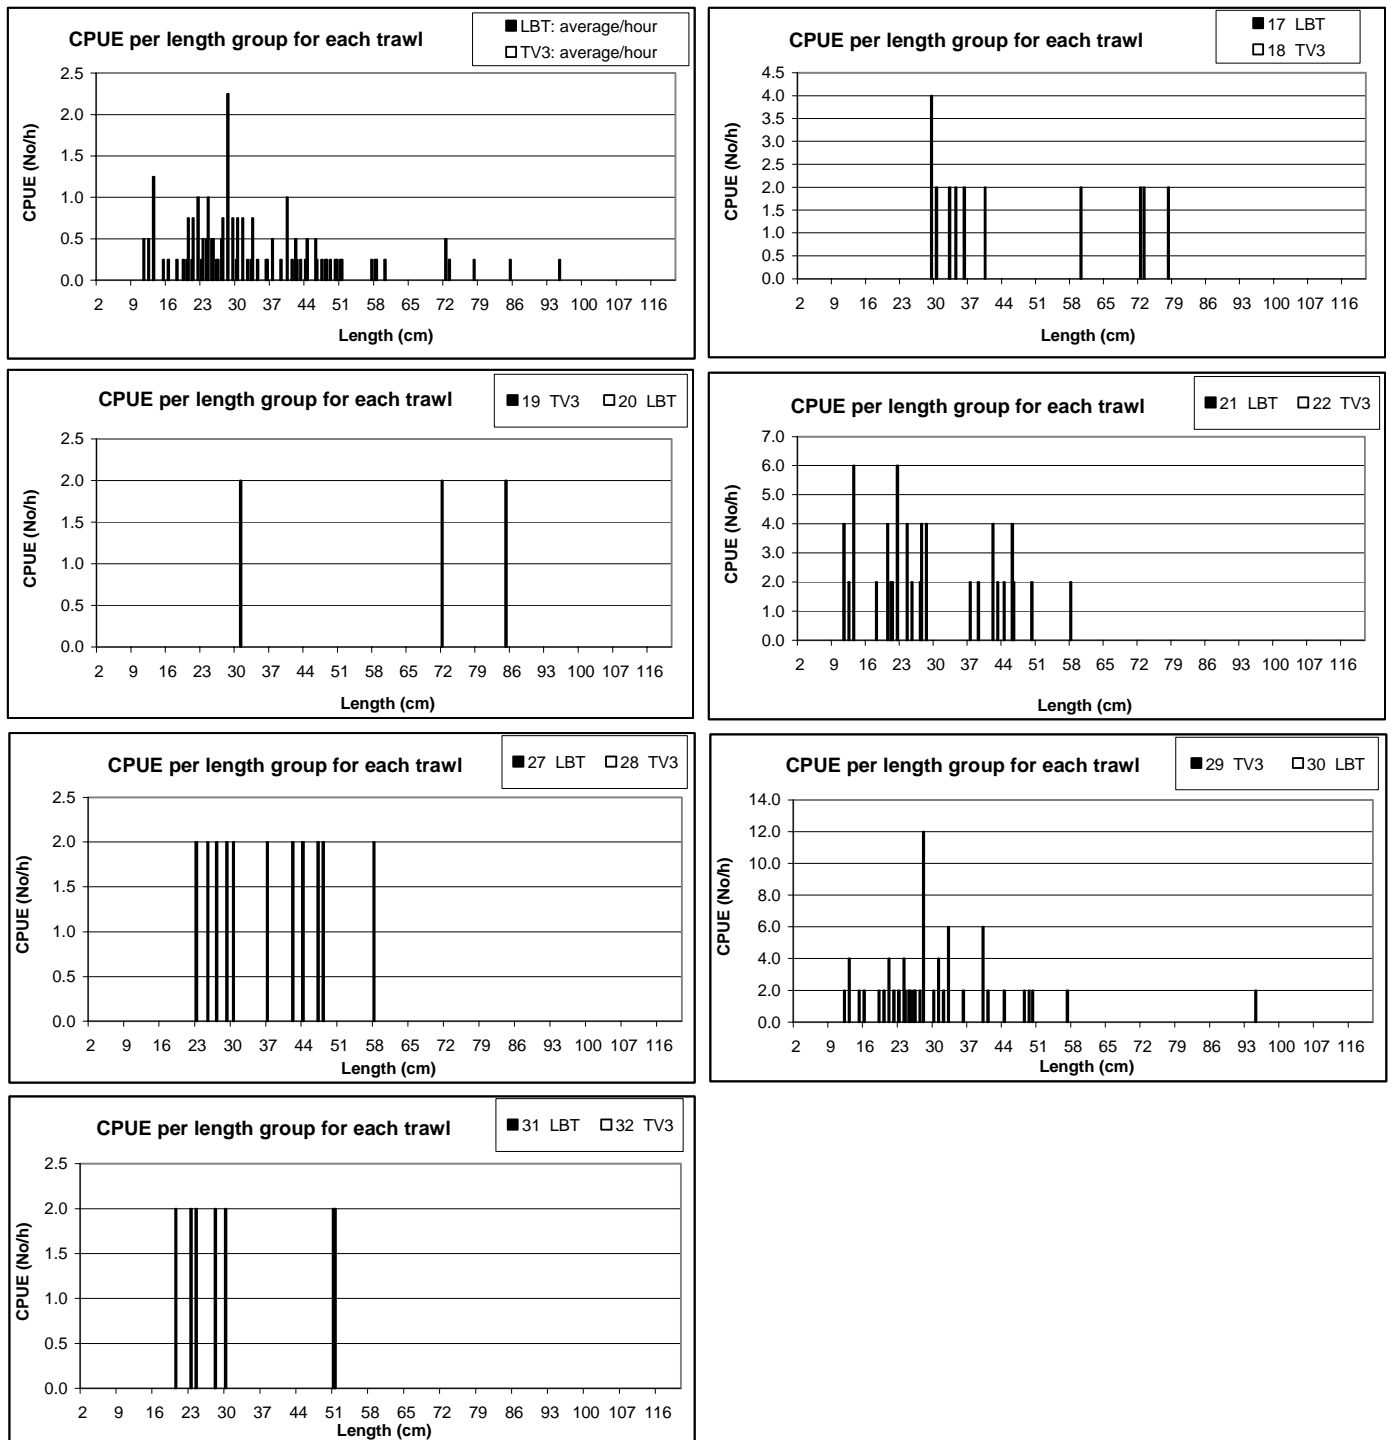 CPUE per length group for each trawl
LBT: average/hour
TV3: average/hour
2.5
2.0
1.5
1.0
0.5
0.0
CPUE (No/h)
2 9 16 23 30 37 44 51 58 65 72 79 86 93 100 107 116
Length (cm)
CPUE per length group for each trawl
17 LBT
18 TV3
4.5
4.0
3.5
3.0
2.5
2.0
1.5
1.0
0.5
0.0
CPUE (No/h)
2 9 16 23 30 37 44 51 58 65 72 79 86 93 100 107 116
Length (cm)
CPUE per length group for each trawl
19 TV3 20 LBT
2.5
2.0
1.5
1.0
0.5
0.0
CPUE (No/h)
2 9 16 23 30 37 44 51 58 65 72 79 86 93 100 107 116
Length (cm)
CPUE per length group for each trawl
21 LBT 22 TV3
7.0
6.0
5.0
4.0
3.0
2.0
1.0
0.0
CPUE (No/h)
2 9 16 23 30 37 44 51 58 65 72 79 86 93 100 107 116
Length (cm)
CPUE per length group for each trawl
27 LBT 28 TV3
2.5
2.0
1.5
1.0
0.5
0.0
CPUE (No/h)
2 9 16 23 30 37 44 51 58 65 72 79 86 93 100 107 116
Length (cm)
CPUE per length group for each trawl
29 TV3 30 LBT
14.0
12.0
10.0
8.0
6.0
4.0
2.0
0.0
CPUE (No/h)
2 9 16 23 30 37 44 51 58 65 72 79 86 93 100 107 116
Length (cm)
CPUE per length group for each trawl
31 LBT 32 TV3
2.5
2.0
1.5
1.0
0.5
0.0
CPUE (No/h)
2 9 16 23 30 37 44 51 58 65 72 79 86 93 100 107 116
Length (cm)